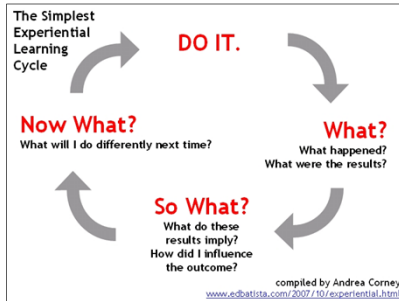 The Simplest
Experiential
Learning
Cycle
DO IT.
What?
What happened?
What were the results?
So What?
What do these
results imply?
How did I influence
the outcome?
Now What?
What will I do differently next time?
compiled by Andrea Corney
www.edbatista.com/2007/10/experiential.html